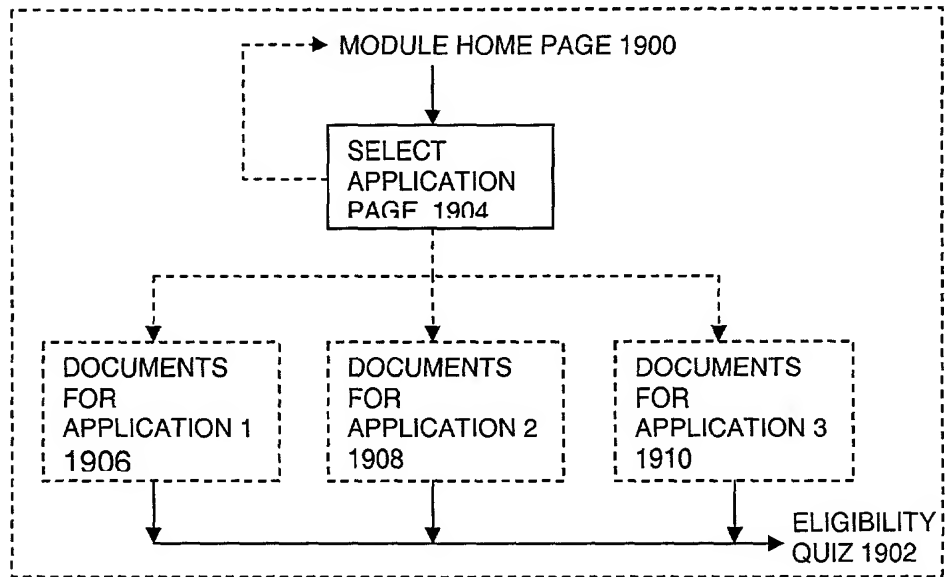 MODULE HOME PAGE 1900
SELECT
APPLICATION
PAGE 1904
DOCUMENTS
FOR
APPLICATION 1
1906
DOCUMENTS
FOR
APPLICATION 2
1908
DOCUMENTS
FOR
APPLICATION 3
1910
ELIGIBILITY
QUIZ 1902